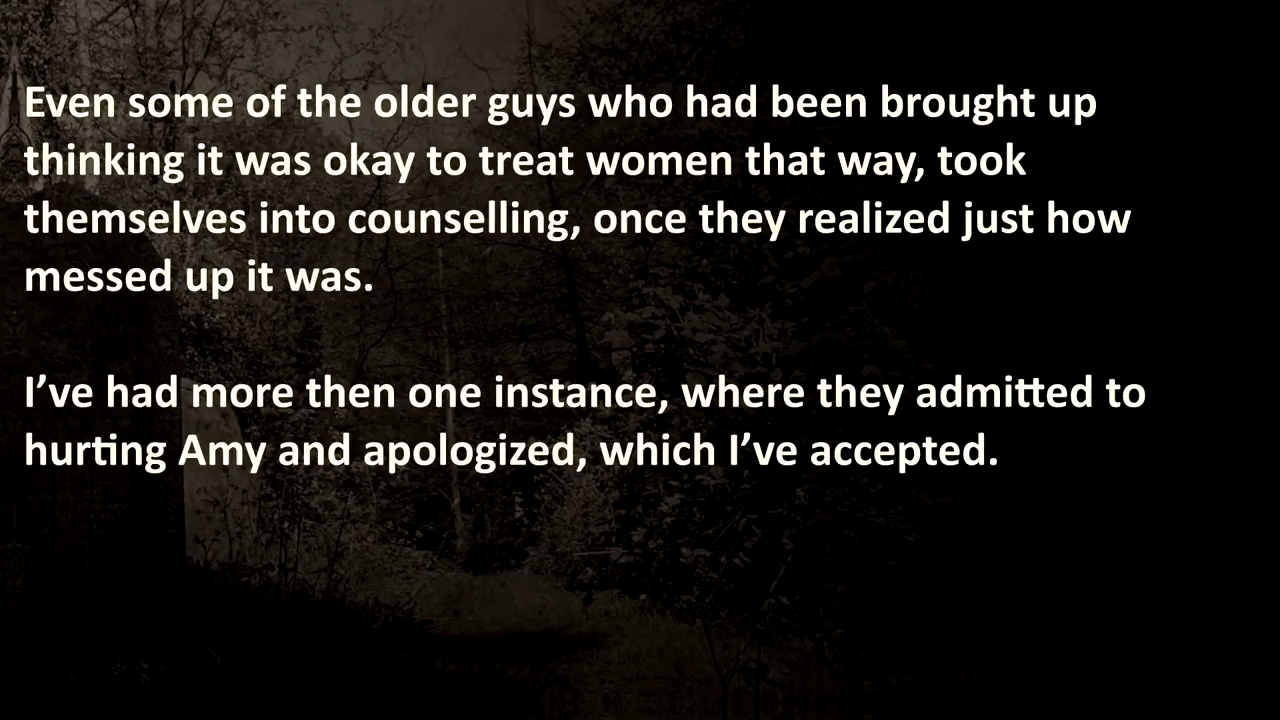 Even some of the older guys who had been brought up
thinking it was okay to treat women that way, took
themselves into counselling, once they realized just how
messed up it was.
I’ve had more then one instance, where they admitted to
hurting Amy and apologized, which I’ve accepted.